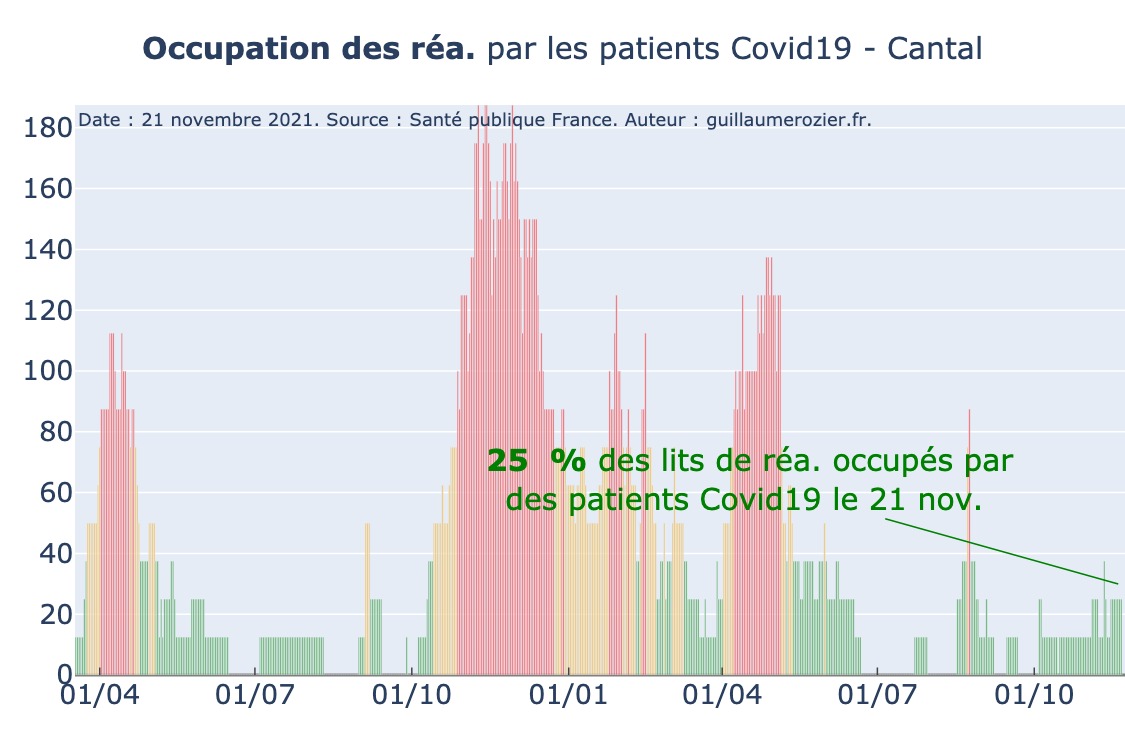 Occupation des réa. par les patients Covid19 - Cantal
Date : 21 novembre 2021. Source : Santé publique France. Auteur : guillaumerozier.fr.
180
160
140
120
100
80
60
40
20
0
25 % des lits de réa. occupés par
des patients Covid19 le 21 nov.
01/04 01/07 01/10 01/01 01/04 01/07 01/10